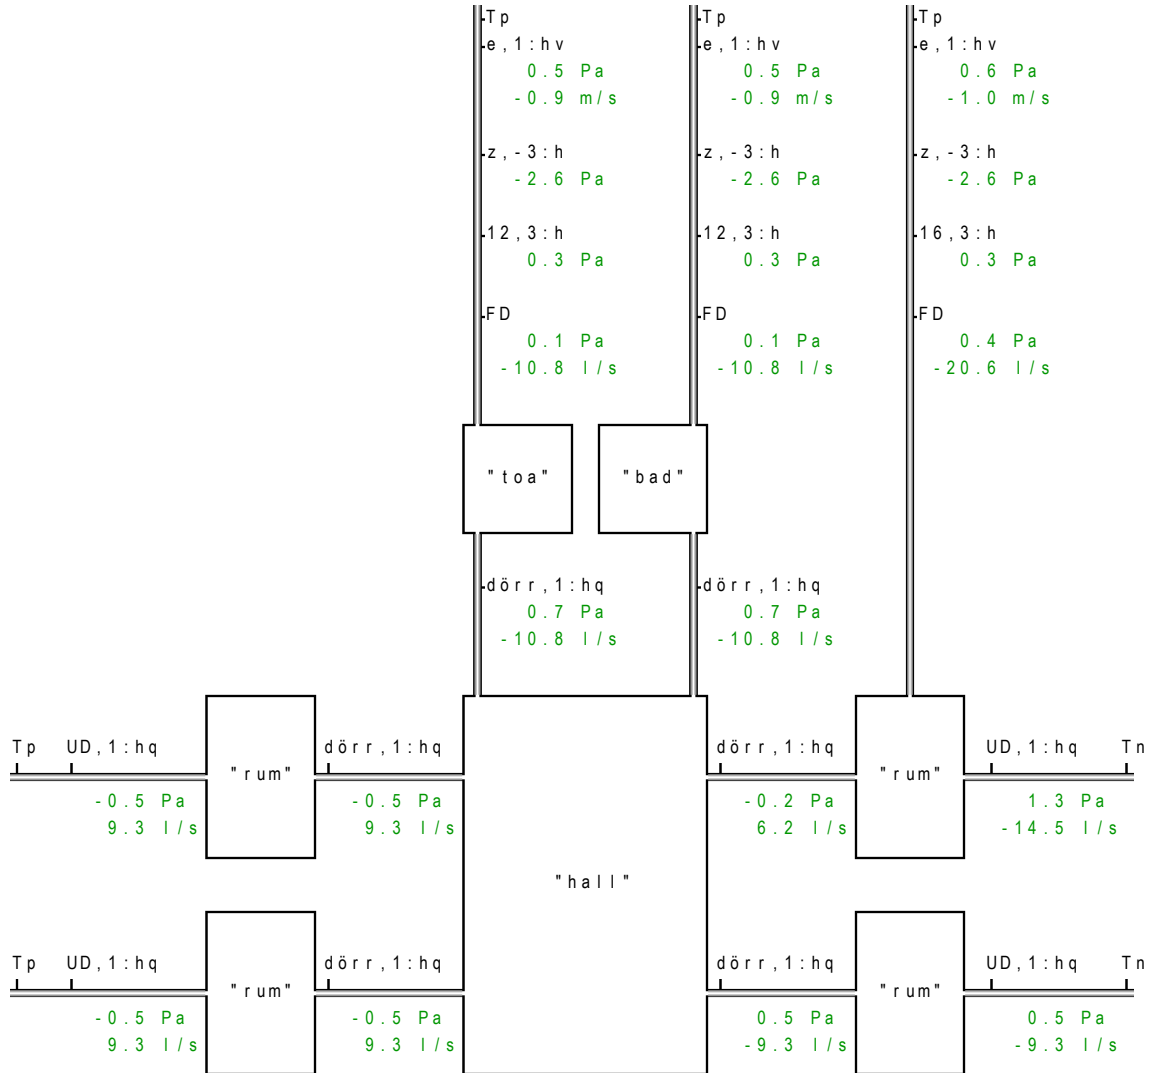 Tp Tp Tp
e,1:hv e,1:hv e,1:hv
0.5 Pa 0.5 Pa 0.6 Pa
-0.9 m/s -0.9 m/s -1.0 m/s
z,-3:h z,-3:h z,-3:h
-2.6 Pa -2.6 Pa -2.6 Pa
12,3:h 12,3:h 16,3:h
0.3 Pa 0.3 Pa 0.3 Pa
FD FD FD
0.1 Pa 0.1 Pa 0.4 Pa
-10.8 l/s -10.8 l/s -20.6 l/s
"toa" "bad"
dörr,1:hq dörr,1:hq
0.7 Pa 0.7 Pa
-10.8 l/s -10.8 l/s
Tp UD,1:hq dörr,1:hq dörr,1:hq UD,1:hq Tn
"rum" "rum"
-0.5 Pa -0.5 Pa -0.2 Pa 1.3 Pa
9.3 l/s 9.3 l/s 6.2 l/s -14.5 l/s
"hall"
Tp UD,1:hq dörr,1:hq dörr,1:hq UD,1:hq Tn
"rum" "rum"
-0.5 Pa -0.5 Pa 0.5 Pa 0.5 Pa
9.3 l/s 9.3 l/s -9.3 l/s -9.3 l/s